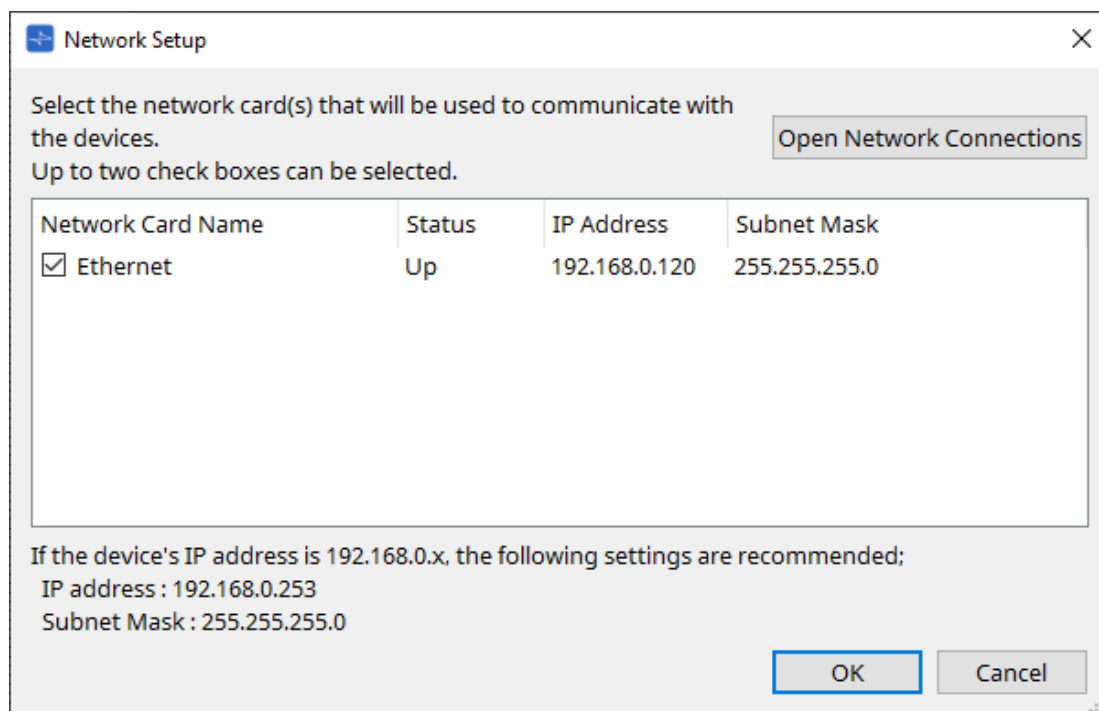 Network Setup
Select the network card(s) that will be used to communicate with
the devices.
Up to two check boxes can be selected.
Open Network Connections
Network Card Name Status IP Address Subnet Mask
Ethernet Up 192.168.0.120 255.255.255.0
If the device's IP address is 192.168.0.x, the following settings are recommended;
IP address : 192.168.0.253
Subnet Mask : 255.255.255.0
OK Cancel